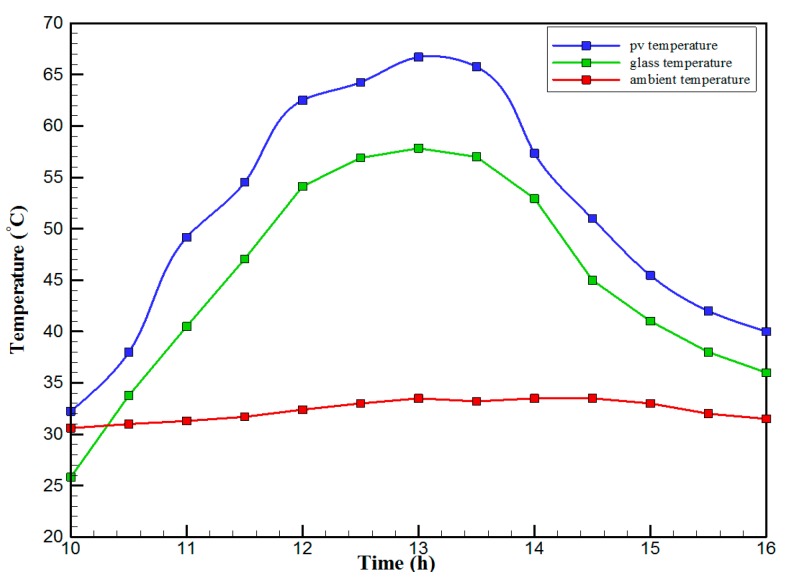 70
65
60
55
50
45
40
35
30
25
20
Temperature (°C)
pv temperature
glass temperature
ambient temperature
10 11 12 13 14 15 16
Time (h)